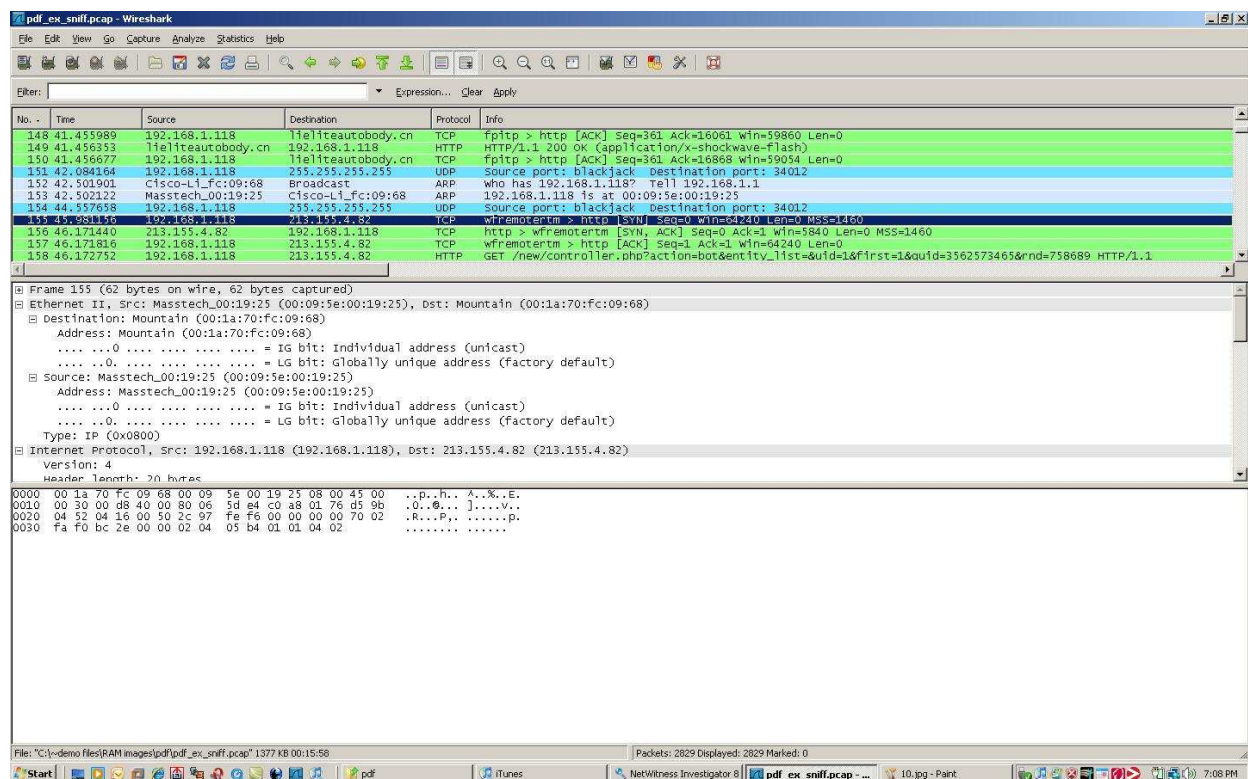 pdf_ex_sniff.pcap - Wireshark
File Edit View Go Capture Analyze Statistics Help
Filter: Expression... Clear Apply
No. - Time Source Destination Protocol Info
148 41.455989 192.168.1.118 lieliteautobody.cn TCP fpitp > http [ACK] Seq=361 Ack=16061 Win=59860 Len=0
149 41.456353 lieliteautobody.cn 192.168.1.118 HTTP HTTP/1.1 200 OK (application/x-shockwave-flash)
150 41.456677 192.168.1.118 lieliteautobody.cn TCP fpitp > http [ACK] Seq=361 Ack=16868 Win=59054 Len=0
151 42.084164 192.168.1.118 255.255.255.255 UDP Source port: blackjack Destination port: 34012
152 42.501901 Cisco-Li_fc:09:68 Broadcast ARP Who has 192.168.1.118? Tell 192.168.1.1
153 42.502122 Masstech_00:19:25 Cisco-Li_fc:09:68 ARP 192.168.1.118 is at 00:09:5e:00:19:25
154 44.557658 192.168.1.118 255.255.255.255 UDP Source port: blackjack Destination port: 34012
155 45.981156 192.168.1.118 213.155.4.82 TCP wfremotertm > http [SYN] Seq=0 Win=64240 Len=0 MSS=1460
156 46.171440 213.155.4.82 192.168.1.118 TCP http > wfremotertm [SYN, ACK] Seq=0 Ack=1 Win=5840 Len=0 MSS=1460
157 46.171816 192.168.1.118 213.155.4.82 TCP wfremotertm > http [ACK] Seq=1 Ack=1 Win=64240 Len=0
158 46.172752 192.168.1.118 213.155.4.82 HTTP GET /new/controller.php?action=bot&entity_list=&uid=1&first=1&guid=3562573465&rnd=758689 HTTP/1.1
Frame 155 (62 bytes on wire, 62 bytes captured)
Ethernet II, Src: Masstech_00:19:25 (00:09:5e:00:19:25), Dst: Mountain (00:1a:70:fc:09:68)
Destination: Mountain (00:1a:70:fc:09:68)
Address: Mountain (00:1a:70:fc:09:68)
.... ...0 .... .... .... .... = IG bit: Individual address (unicast)
.... ..0. .... .... .... .... = LG bit: Globally unique address (factory default)
Source: Masstech_00:19:25 (00:09:5e:00:19:25)
Address: Masstech_00:19:25 (00:09:5e:00:19:25)
.... ...0 .... .... .... .... = IG bit: Individual address (unicast)
.... ..0. .... .... .... .... = LG bit: Globally unique address (factory default)
Type: IP (0x0800)
Internet Protocol, Src: 192.168.1.118 (192.168.1.118), Dst: 213.155.4.82 (213.155.4.82)
Version: 4
Header length: 20 bytes
0000 00 1a 70 fc 09 68 00 09 5e 00 19 25 08 00 45 00 ..p..h.. ^..%..E.
0010 00 30 00 d8 40 00 80 06 5d e4 c0 a8 01 76 d5 9b .0..@... ]....v..
0020 04 52 04 16 00 50 2c 97 fe f6 00 00 00 00 70 02 .R...P,. ......p.
0030 fa f0 bc 2e 00 00 02 04 05 b4 01 01 04 02 ........ ......
File: "C:\~demo files\RAM images\pdf\pdf_ex_sniff.pcap" 1377 KB 00:15:58 Packets: 2829 Displayed: 2829 Marked: 0
Start pdf iTunes NetWitness Investigator 8 pdf_ex_sniff.pcap - ... 10.jpg - Paint 7:08 PM